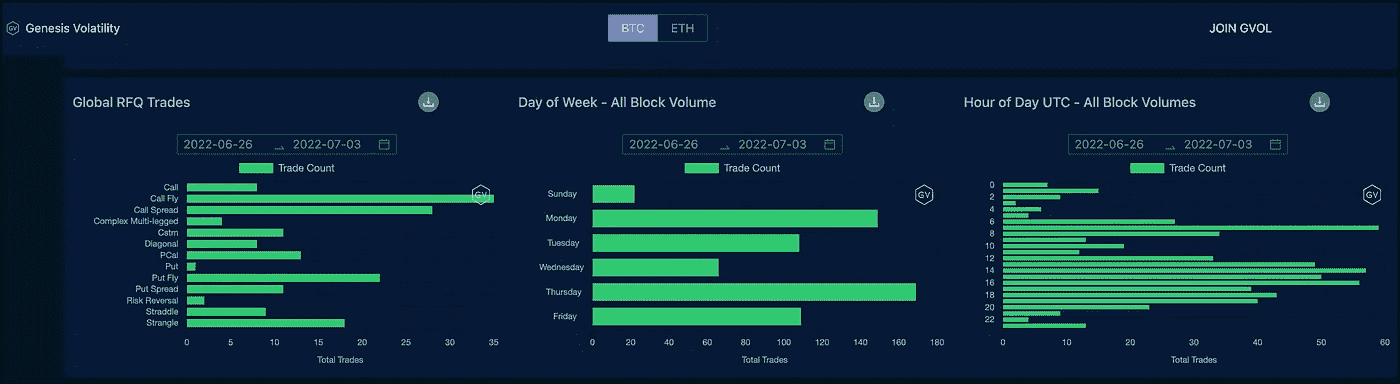 GV Genesis Volatility
BTC ETH
JOIN GVOL
Global RFQ Trades
2022-06-26 → 2022-07-03
Trade Count
GV
Call
Call Fly
Call Spread
Complex Multi-legged
Cstm
Diagonal
PCal
Put
Put Fly
Put Spread
Risk Reversal
Straddle
Strangle
0 5 10 15 20 25 30 35
Total Trades
Day of Week - All Block Volume
2022-06-26 → 2022-07-03
Trade Count
GV
Sunday
Monday
Tuesday
Wednesday
Thursday
Friday
0 20 40 60 80 100 120 140 160 180
Total Trades
Hour of Day UTC - All Block Volumes
2022-06-26 → 2022-07-03
Trade Count
GV
0
2
4
6
8
10
12
14
16
18
20
22
0 10 20 30 40 50 60
Total Trades